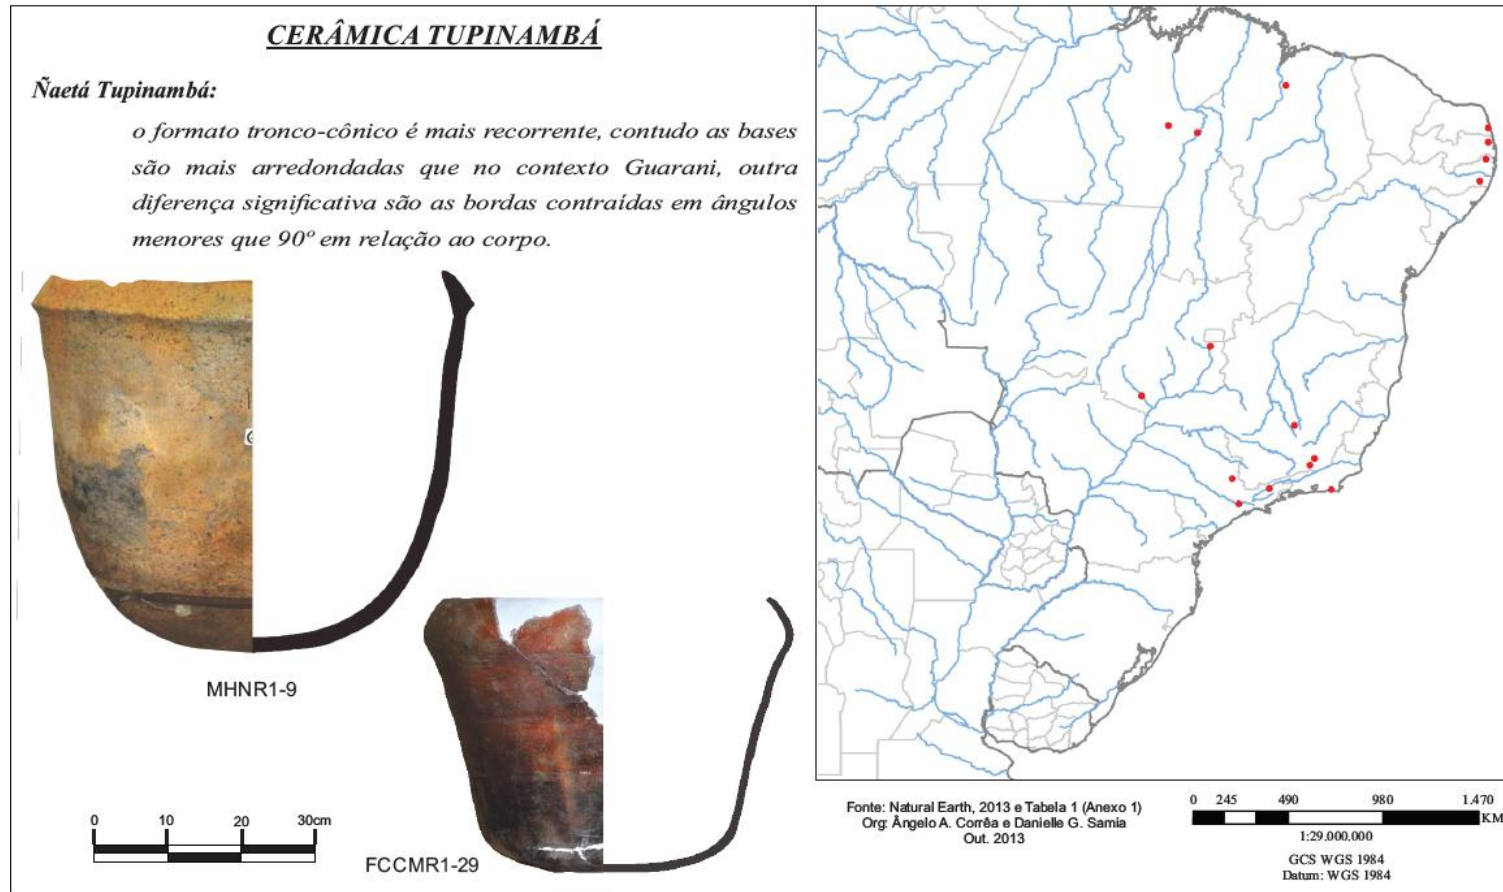 CERÂMICA TUPINAMBÁ
Ñaetá Tupinambá:
o formato tronco-cônico é mais recorrente, contudo as bases
são mais arredondadas que no contexto Guarani, outra
diferença significativa são as bordas contraídas em ângulos
menores que 90º em relação ao corpo.
MHNR1-9
FCCMR1-29
0 10 20 30cm
Fonte: Natural Earth, 2013 e Tabela 1 (Anexo 1)
Org: Ângelo A. Corrêa e Danielle G. Samia
Out. 2013
0 245 490 980 1,470
KM
1:29.000.000
GCS WGS 1984
Datum: WGS 1984